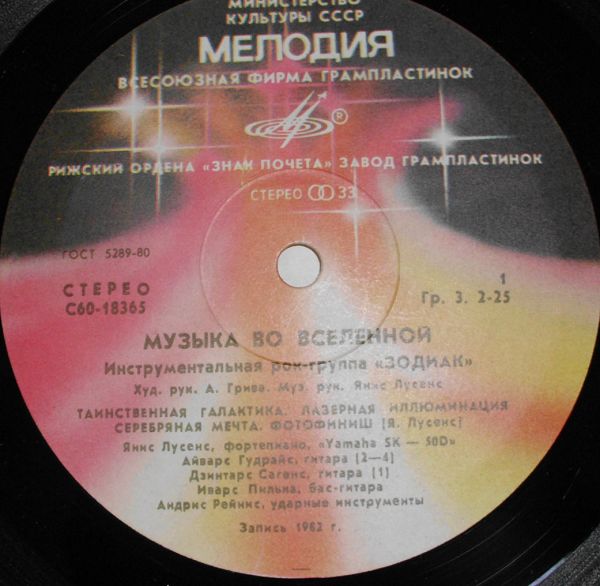 МИНИСТЕРСТВО
КУЛЬТУРЫ СССР
МЕЛОДИЯ
ВСЕСОЮЗНАЯ ФИРМА ГРАМПЛАСТИНОК
®
РИЖСКИЙ ОРДЕНА «ЗНАК ПОЧЕТА» ЗАВОД ГРАМПЛАСТИНОК
СТЕРЕО 33
ГОСТ 5289-80
СТЕРЕО
С60-18365
1
Гр. 3. 2-25
МУЗЫКА ВО ВСЕЛЕННОЙ
Инструментальная рок-группа «ЗОДИАК»
Худ. рук. А. Грива. Муз. рук. Янис Лусенс
ТАИНСТВЕННАЯ ГАЛАКТИКА. ЛАЗЕРНАЯ ИЛЛЮМИНАЦИЯ
СЕРЕБРЯНАЯ МЕЧТА. ФОТОФИНИШ [Я. Лусенс]
Янис Лусенс, фортепиано, «Yamaha SK — 50D»
Айварс Гудрайс, гитара [2—4]
Дзинтарс Сагенс, гитара [1]
Иварс Пилька, бас-гитара
Андрис Рейнис, ударные инструменты
Запись 1982 г.